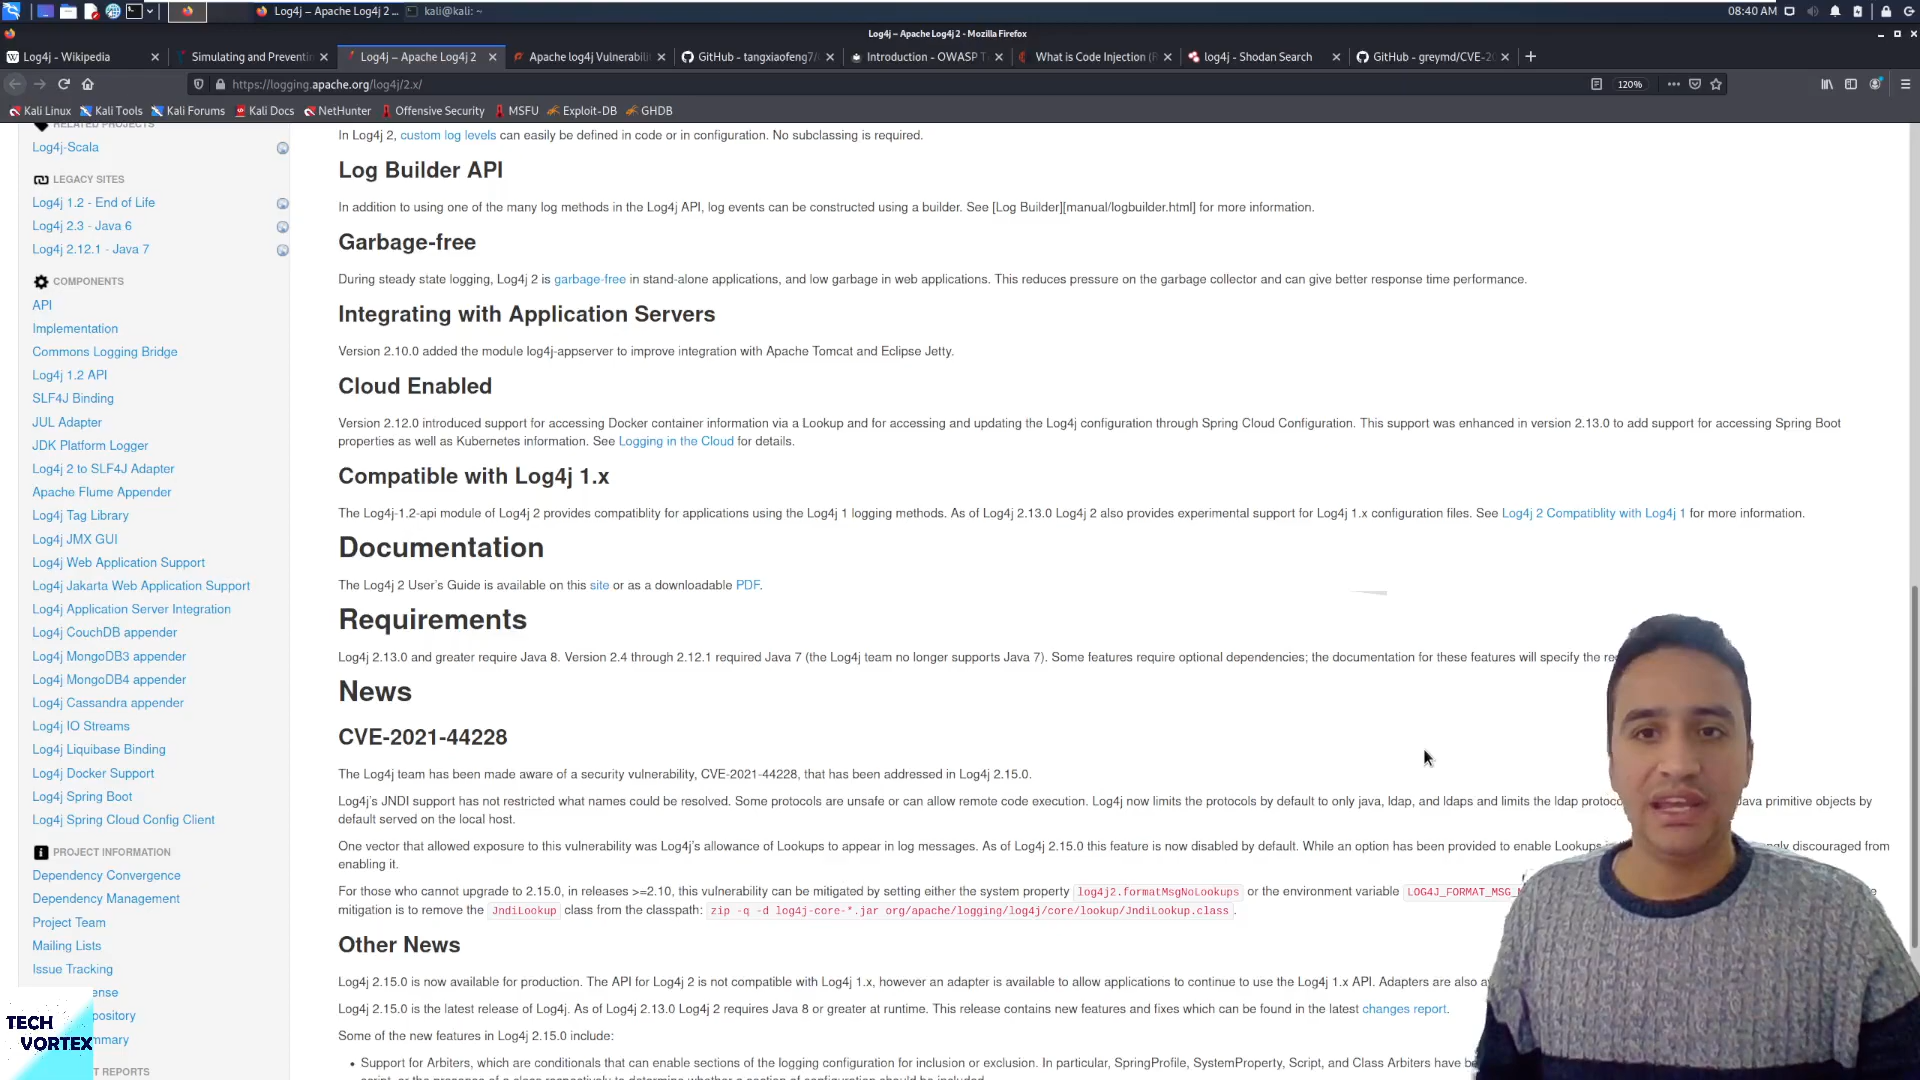 Log4j – Apache Log4j 2 ...
kali@kali: ~
08:40 AM
Log4j – Apache Log4j 2 - Mozilla Firefox
Log4j - Wikipedia
Simulating and Preventin
Log4j – Apache Log4j 2
Apache log4j Vulnerabili
GitHub - tangxiaofeng7/
Introduction - OWASP T
What is Code Injection (
log4j - Shodan Search
GitHub - greymd/CVE-2
https://logging.apache.org/log4j/2.x/
120%
Kali Linux
Kali Tools
Kali Forums
Kali Docs
NetHunter
Offensive Security
MSFU
Exploit-DB
GHDB
RELATED PROJECTS
Log4j-Scala
LEGACY SITES
Log4j 1.2 - End of Life
Log4j 2.3 - Java 6
Log4j 2.12.1 - Java 7
COMPONENTS
API
Implementation
Commons Logging Bridge
Log4j 1.2 API
SLF4J Binding
JUL Adapter
JDK Platform Logger
Log4j 2 to SLF4J Adapter
Apache Flume Appender
Log4j Tag Library
Log4j JMX GUI
Log4j Web Application Support
Log4j Jakarta Web Application Support
Log4j Application Server Integration
Log4j CouchDB appender
Log4j MongoDB3 appender
Log4j MongoDB4 appender
Log4j Cassandra appender
Log4j IO Streams
Log4j Liquibase Binding
Log4j Docker Support
Log4j Spring Boot
Log4j Spring Cloud Config Client
PROJECT INFORMATION
Dependency Convergence
Dependency Management
Project Team
Mailing Lists
Issue Tracking
ense
pository
mmary
T REPORTS
TECH
VORTEX
In Log4j 2, custom log levels can easily be defined in code or in configuration. No subclassing is required.
Log Builder API
In addition to using one of the many log methods in the Log4j API, log events can be constructed using a builder. See [Log Builder][manual/logbuilder.html] for more information.
Garbage-free
During steady state logging, Log4j 2 is garbage-free in stand-alone applications, and low garbage in web applications. This reduces pressure on the garbage collector and can give better response time performance.
Integrating with Application Servers
Version 2.10.0 added the module log4j-appserver to improve integration with Apache Tomcat and Eclipse Jetty.
Cloud Enabled
Version 2.12.0 introduced support for accessing Docker container information via a Lookup and for accessing and updating the Log4j configuration through Spring Cloud Configuration. This support was enhanced in version 2.13.0 to add support for accessing Spring Boot
properties as well as Kubernetes information. See Logging in the Cloud for details.
Compatible with Log4j 1.x
The Log4j-1.2-api module of Log4j 2 provides compatiblity for applications using the Log4j 1 logging methods. As of Log4j 2.13.0 Log4j 2 also provides experimental support for Log4j 1.x configuration files. See Log4j 2 Compatiblity with Log4j 1 for more information.
Documentation
The Log4j 2 User's Guide is available on this site or as a downloadable PDF.
Requirements
Log4j 2.13.0 and greater require Java 8. Version 2.4 through 2.12.1 required Java 7 (the Log4j team no longer supports Java 7). Some features require optional dependencies; the documentation for these features will specify the re
News
CVE-2021-44228
The Log4j team has been made aware of a security vulnerability, CVE-2021-44228, that has been addressed in Log4j 2.15.0.
Log4j's JNDI support has not restricted what names could be resolved. Some protocols are unsafe or can allow remote code execution. Log4j now limits the protocols by default to only java, ldap, and ldaps and limits the ldap protoco Java primitive objects by
default served on the local host.
One vector that allowed exposure to this vulnerability was Log4j's allowance of Lookups to appear in log messages. As of Log4j 2.15.0 this feature is now disabled by default. While an option has been provided to enable Lookups i ngly discouraged from
enabling it.
For those who cannot upgrade to 2.15.0, in releases >=2.10, this vulnerability can be mitigated by setting either the system property log4j2.formatMsgNoLookups or the environment variable LOG4J_FORMAT_MSG_
mitigation is to remove the JndiLookup class from the classpath: zip -q -d log4j-core-*.jar org/apache/logging/log4j/core/lookup/JndiLookup.class.
Other News
Log4j 2.15.0 is now available for production. The API for Log4j 2 is not compatible with Log4j 1.x, however an adapter is available to allow applications to continue to use the Log4j 1.x API. Adapters are also a
Log4j 2.15.0 is the latest release of Log4j. As of Log4j 2.13.0 Log4j 2 requires Java 8 or greater at runtime. This release contains new features and fixes which can be found in the latest changes report.
Some of the new features in Log4j 2.15.0 include:
• Support for Arbiters, which are conditionals that can enable sections of the logging configuration for inclusion or exclusion. In particular, SpringProfile, SystemProperty, Script, and Class Arbiters have be